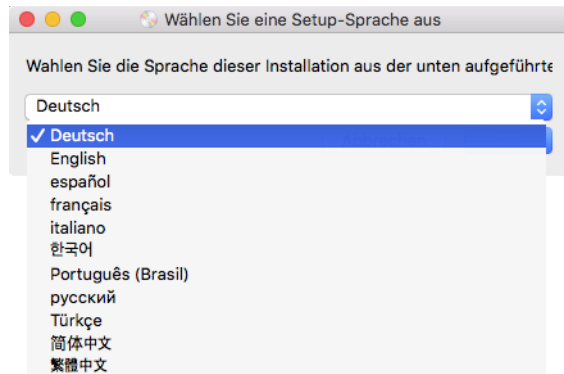 Wählen Sie eine Setup-Sprache aus
Wahlen Sie die Sprache dieser Installation aus der unten aufgeführte
Deutsch
✓ Deutsch
English
español
français
italiano
한국어
Português (Brasil)
русский
Türkçe
简体中文
繁體中文